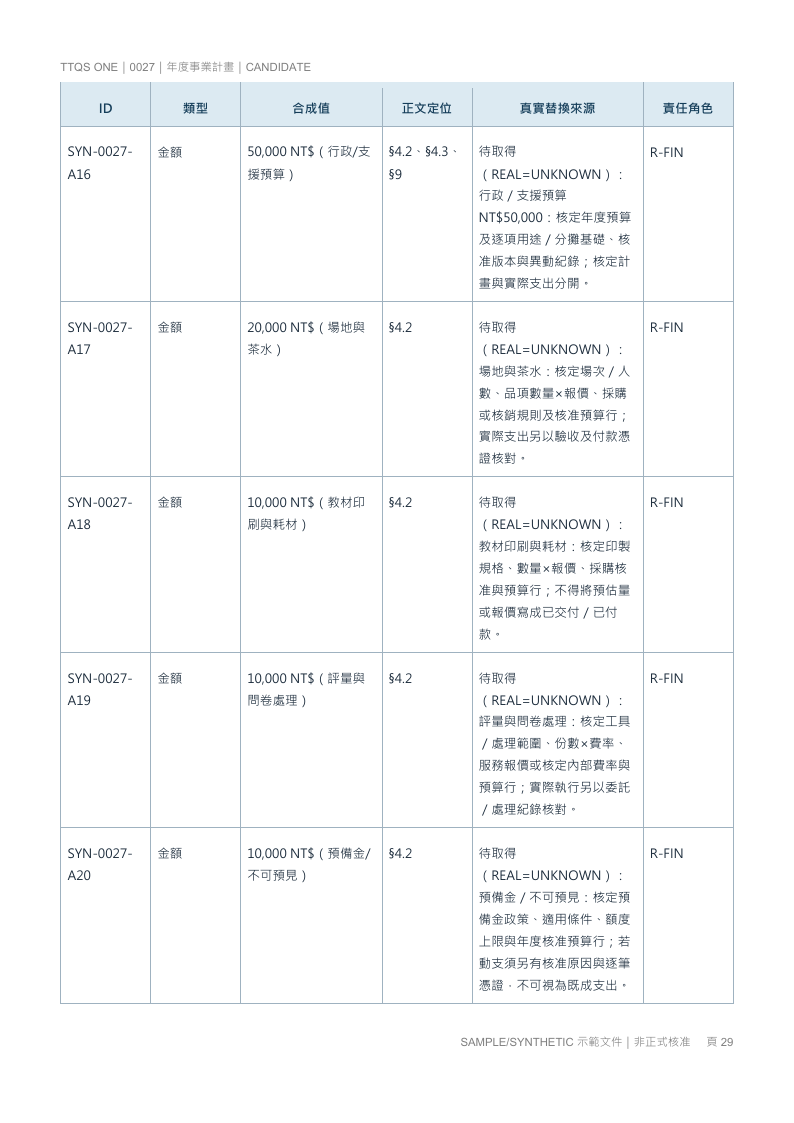 TTQS ONE｜0027｜年度事業計畫｜CANDIDATE
ID 類型 合成值 正文定位 真實替換來源 責任角色
SYN-0027-
A16
金額
50,000 NT$（行政/支
援預算）
§4.2、§4.3、
§9
待取得
（REAL=UNKNOWN）：
行政／支援預算
NT$50,000：核定年度預算
及逐項用途／分攤基礎、核
准版本與異動紀錄；核定計
畫與實際支出分開。
R-FIN
SYN-0027-
A17
金額
20,000 NT$（場地與
茶水）
§4.2
待取得
（REAL=UNKNOWN）：
場地與茶水：核定場次／人
數、品項數量×報價、採購
或核銷規則及核准預算行；
實際支出另以驗收及付款憑
證核對。
R-FIN
SYN-0027-
A18
金額
10,000 NT$（教材印
刷與耗材）
§4.2
待取得
（REAL=UNKNOWN）：
教材印刷與耗材：核定印製
規格、數量×報價、採購核
准與預算行；不得將預估量
或報價寫成已交付／已付
款。
R-FIN
SYN-0027-
A19
金額
10,000 NT$（評量與
問卷處理）
§4.2
待取得
（REAL=UNKNOWN）：
評量與問卷處理：核定工具
／處理範圍、份數×費率、
服務報價或核定內部費率與
預算行；實際執行另以委託
／處理紀錄核對。
R-FIN
SYN-0027-
A20
金額
10,000 NT$（預備金/
不可預見）
§4.2
待取得
（REAL=UNKNOWN）：
預備金／不可預見：核定預
備金政策、適用條件、額度
上限與年度核准預算行；若
動支須另有核准原因與逐筆
憑證，不可視為既成支出。
R-FIN
SAMPLE/SYNTHETIC 示範文件｜非正式核准 頁 29